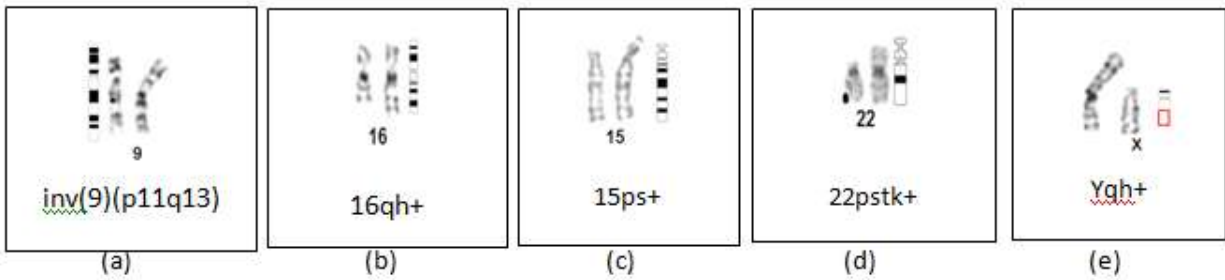 9
inv(9)(p11q13)
(a)
16
16qh+
(b)
15
15ps+
(c)
22
22pstk+
(d)
X
Yqh+
(e)